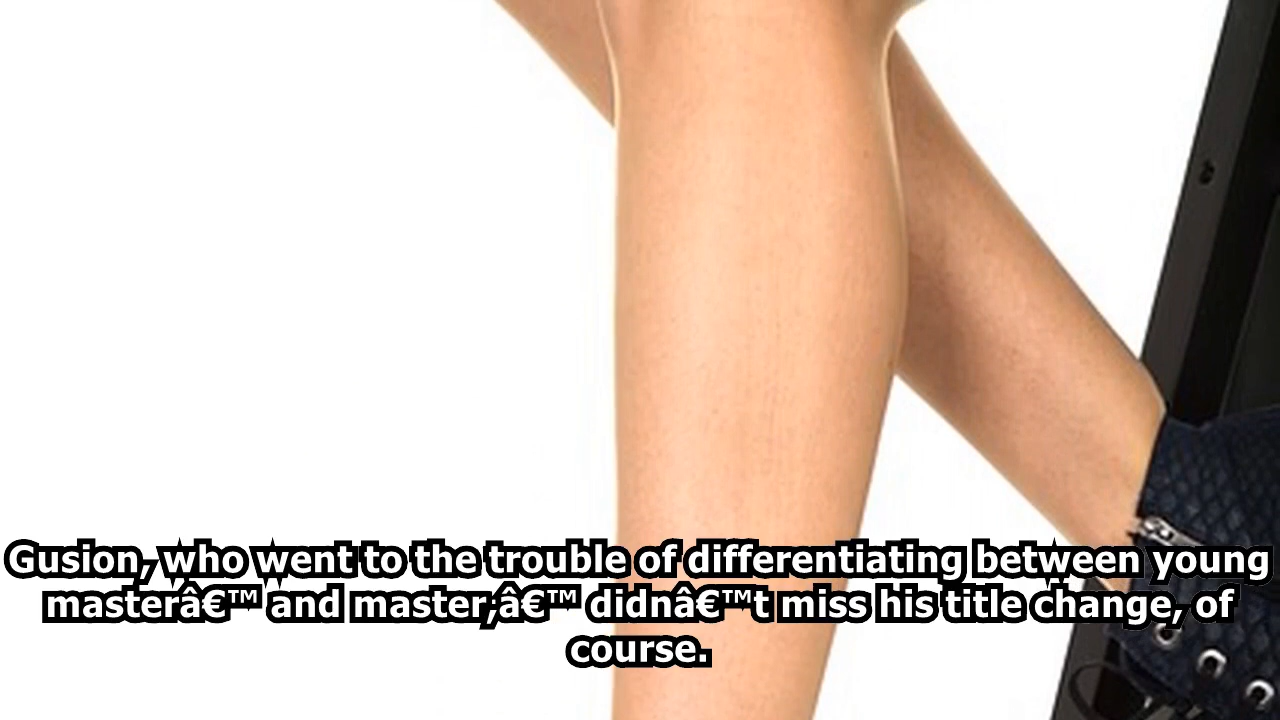 Gusion, who went to the trouble of differentiating between young
masterâ€™ and master,â€™ didnâ€™t miss his title change, of
course.